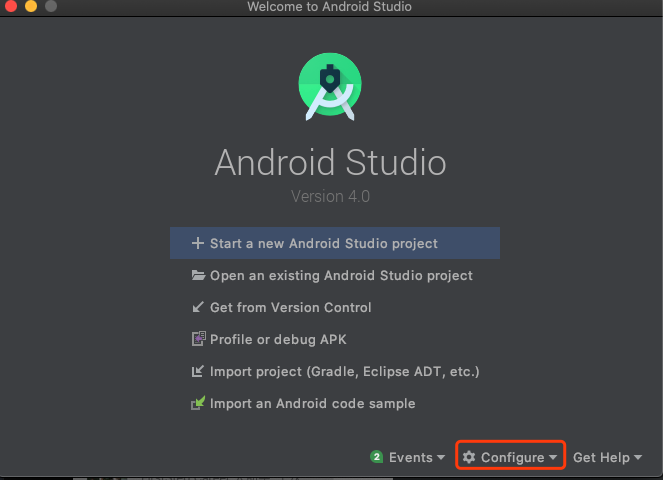 Welcome to Android Studio
Android Studio
Version 4.0
Start a new Android Studio project
Open an existing Android Studio project
Get from Version Control
Profile or debug APK
Import project (Gradle, Eclipse ADT, etc.)
Import an Android code sample
2 Events Configure Get Help